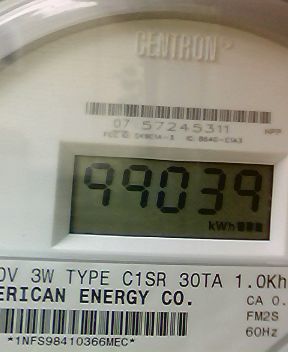 CENTRON
07 57245311 NPP
99039
kWh
0V 3W TYPE C1SR 30TA 1.0Kh
ERICAN ENERGY CO. CA 0.
FM2S
*1NFS98410366MEC* 60Hz